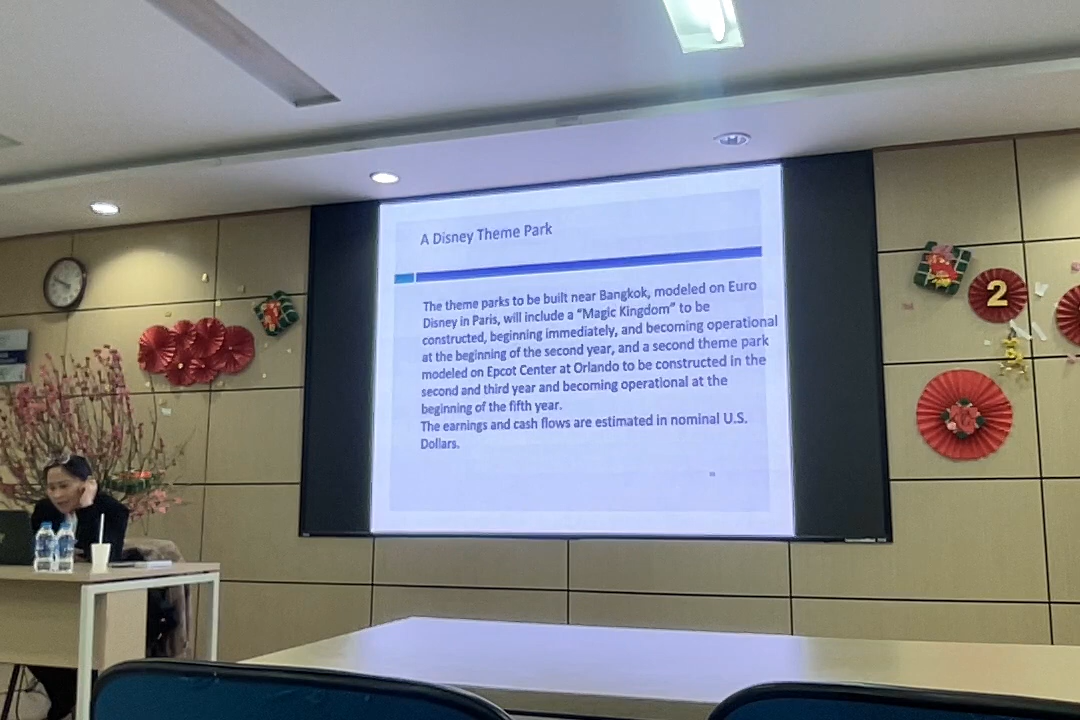 A Disney Theme Park
The theme parks to be built near Bangkok, modeled on Euro
Disney in Paris, will include a “Magic Kingdom” to be
constructed, beginning immediately, and becoming operational
at the beginning of the second year, and a second theme park
modeled on Epcot Center at Orlando to be constructed in the
second and third year and becoming operational at the
beginning of the fifth year.
The earnings and cash flows are estimated in nominal U.S.
Dollars.
2